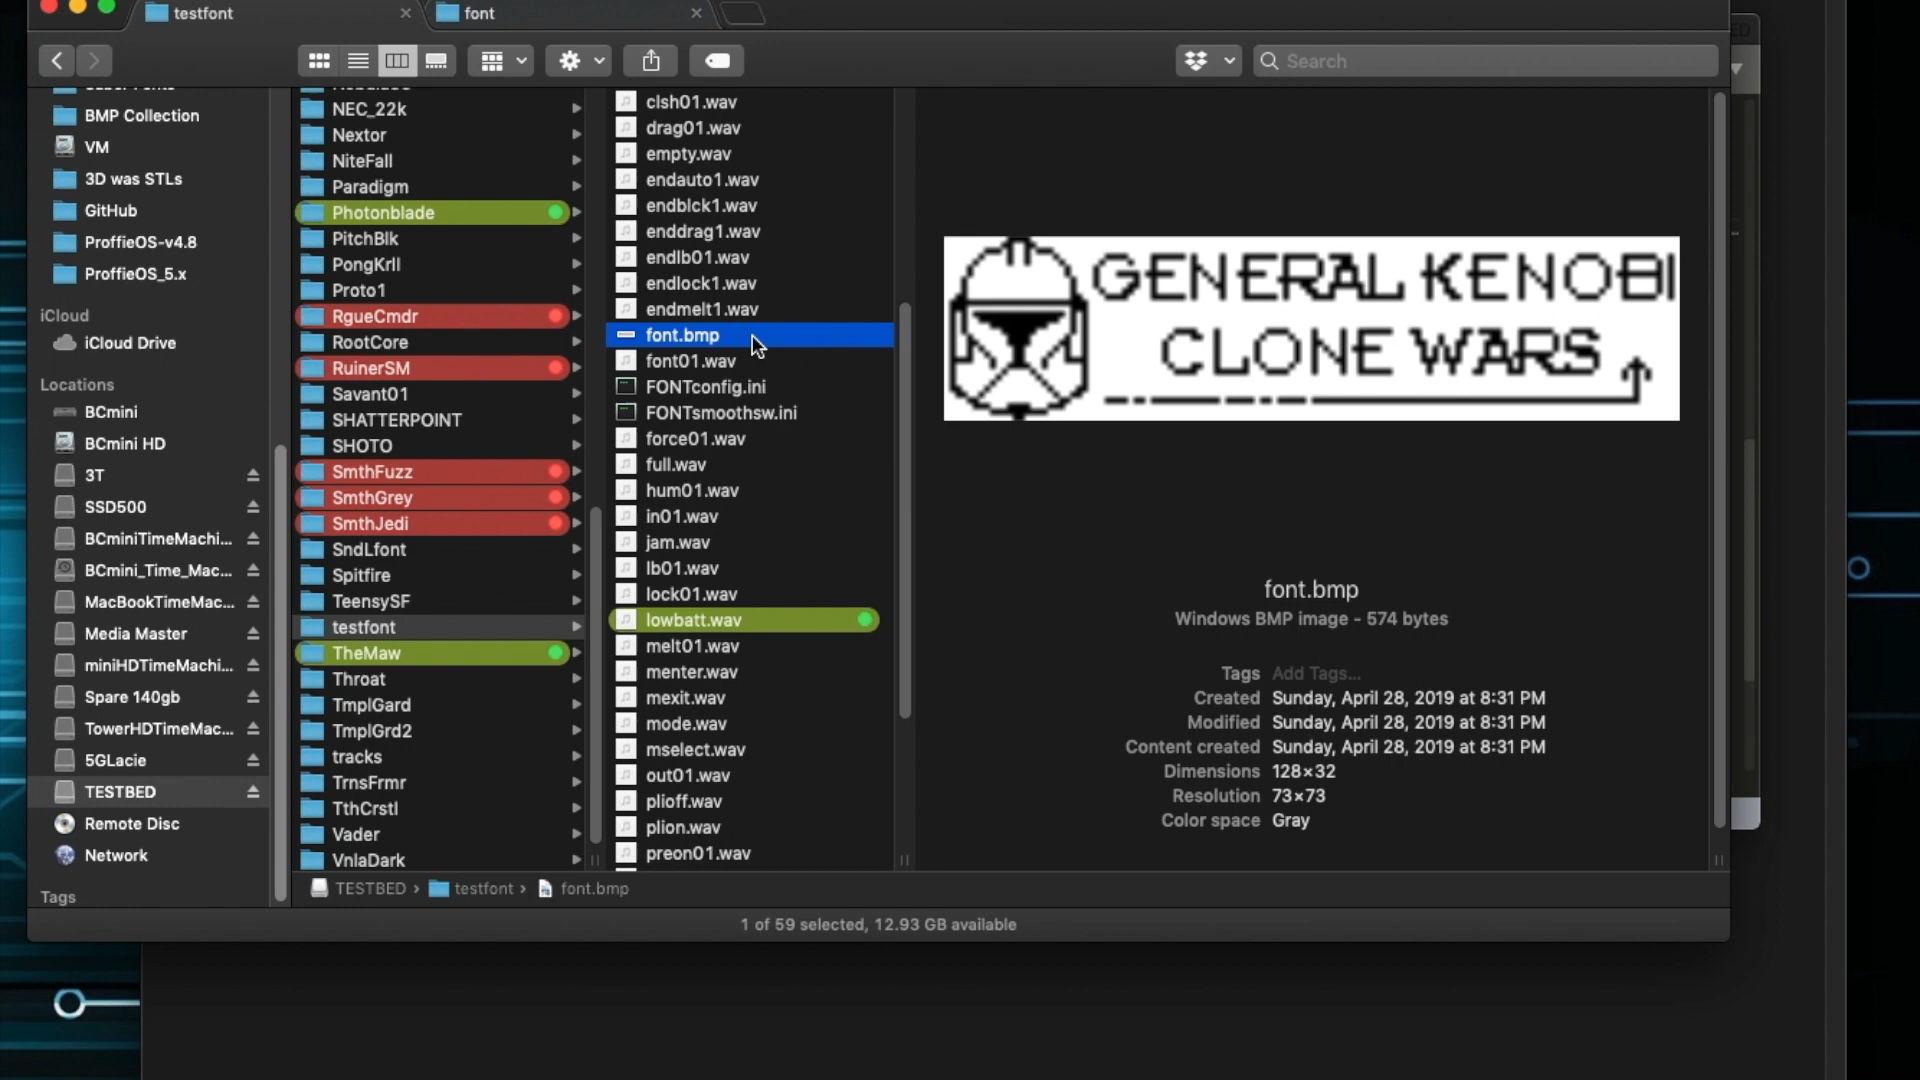 testfont
font
Search
BMP Collection
VM
3D was STLs
GitHub
ProffieOS-v4.8
ProffieOS_5.x
iCloud
iCloud Drive
Locations
BCmini
BCmini HD
3T
SSD500
BCminiTimeMachi...
BCmini_Time_Mac...
MacBookTimeMac...
Media Master
miniHDTimeMachi...
Spare 140gb
TowerHDTimeMac...
5GLacie
TESTBED
Remote Disc
Network
Tags
NEC_22k
Nextor
NiteFall
Paradigm
Photonblade
PitchBlk
PongKrll
Proto1
RgueCmdr
RootCore
RuinerSM
Savant01
SHATTERPOINT
SHOTO
SmthFuzz
SmthGrey
SmthJedi
SndLfont
Spitfire
TeensySF
testfont
TheMaw
Throat
TmplGard
TmplGrd2
tracks
TrnsFrmr
TthCrstl
Vader
VnlaDark
clsh01.wav
drag01.wav
empty.wav
endauto1.wav
endblck1.wav
enddrag1.wav
endlb01.wav
endlock1.wav
endmelt1.wav
font.bmp
font01.wav
FONTconfig.ini
FONTsmoothsw.ini
force01.wav
full.wav
hum01.wav
in01.wav
jam.wav
lb01.wav
lock01.wav
lowbatt.wav
melt01.wav
menter.wav
mexit.wav
mode.wav
mselect.wav
out01.wav
plioff.wav
plion.wav
preon01.wav
GENERAL KENOBI
CLONE WARS
font.bmp
Windows BMP image - 574 bytes
Tags Add Tags...
Created Sunday, April 28, 2019 at 8:31 PM
Modified Sunday, April 28, 2019 at 8:31 PM
Content created Sunday, April 28, 2019 at 8:31 PM
Dimensions 128×32
Resolution 73×73
Color space Gray
TESTBED › testfont › font.bmp
1 of 59 selected, 12.93 GB available